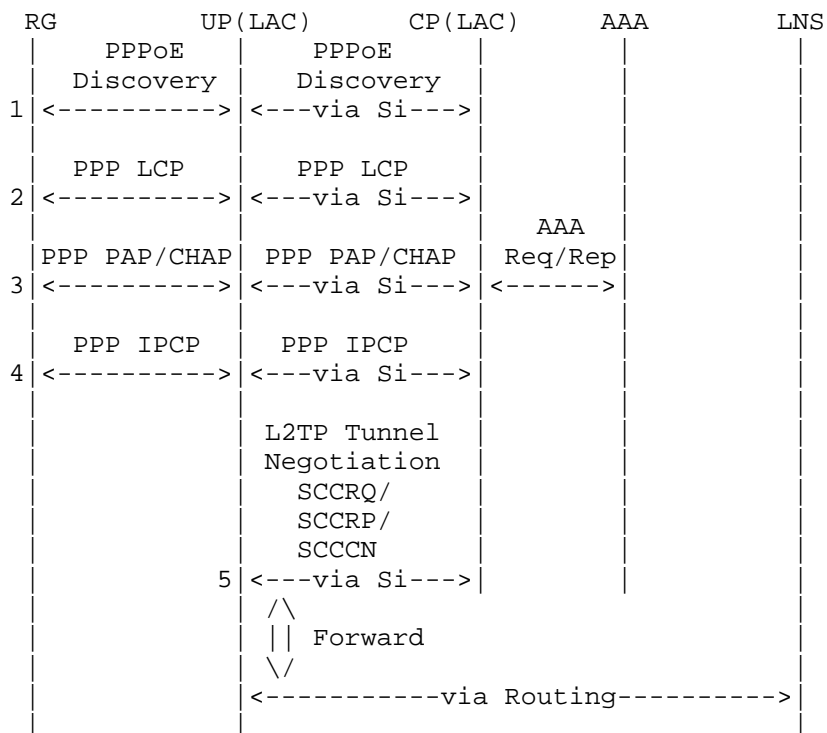 RG UP(LAC) CP(LAC) AAA LNS
| PPPoE | PPPoE | | |
| Discovery | Discovery | | |
1|<---------->|<---via Si--->| | |
| | | | |
| PPP LCP | PPP LCP | | |
2|<---------->|<---via Si--->| | |
| | | AAA | |
|PPP PAP/CHAP| PPP PAP/CHAP | Req/Rep| |
3|<---------->|<---via Si--->|<------>| |
| | | | |
| PPP IPCP | PPP IPCP | | |
4|<---------->|<---via Si--->| | |
| | | | |
| | L2TP Tunnel | | |
| | Negotiation | | |
| | SCCRQ/ | | |
| | SCCRP/ | | |
| | SCCCN | | |
| 5|<---via Si--->| | |
| | /\ |
| | || Forward |
| | \/ |
| |<-----------via Routing---------->|
| | |